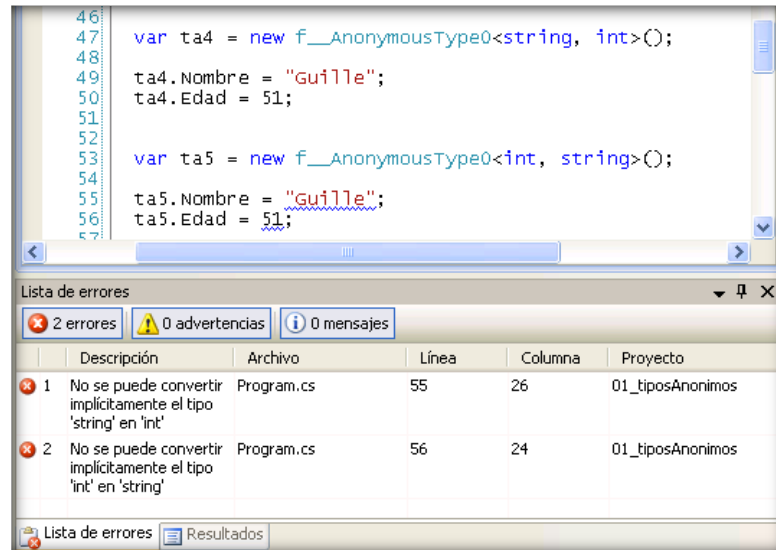 46
47 var ta4 = new f__AnonymousType0<string, int>();
48
49 ta4.Nombre = "Guille";
50 ta4.Edad = 51;
51
52
53 var ta5 = new f__AnonymousType0<int, string>();
54
55 ta5.Nombre = "Guille";
56 ta5.Edad = 51;
57
Lista de errores
2 errores 0 advertencias 0 mensajes
Descripción Archivo Línea Columna Proyecto
1 No se puede convertir Program.cs 55 26 01_tiposAnonimos
implícitamente el tipo
'string' en 'int'
2 No se puede convertir Program.cs 56 24 01_tiposAnonimos
implícitamente el tipo
'int' en 'string'
Lista de errores Resultados